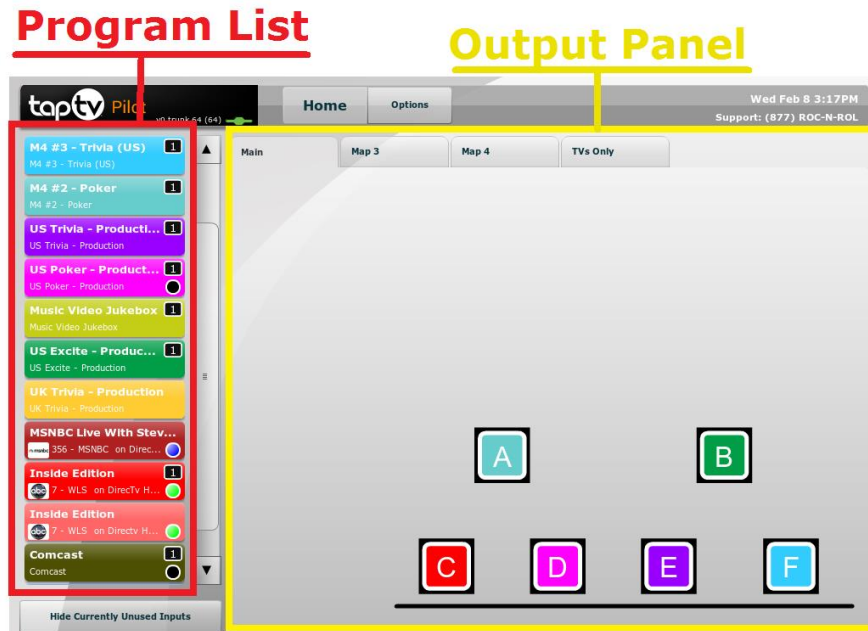 Program List
Output Panel
taptv Pilot
v0.trunk.64 (64)
Home
Options
Wed Feb 8 3:17PM
Support: (877) ROC-N-ROL
M4 #3 - Trivia (US) 1
M4 #3 - Trivia (US)
M4 #2 - Poker 1
M4 #2 - Poker
US Trivia - Producti... 1
US Trivia - Production
US Poker - Product... 1
US Poker - Production
Music Video Jukebox 1
Music Video Jukebox
US Excite - Produc... 1
US Excite - Production
UK Trivia - Production
UK Trivia - Production
MSNBC Live With Stev...
356 - MSNBC on Direc...
Inside Edition 1
abc 7 - WLS on DirecTv H...
Inside Edition
abc 7 - WLS on Directv H...
Comcast 1
Comcast
Hide Currently Unused Inputs
Main
Map 3
Map 4
TVs Only
A
B
C
D
E
F